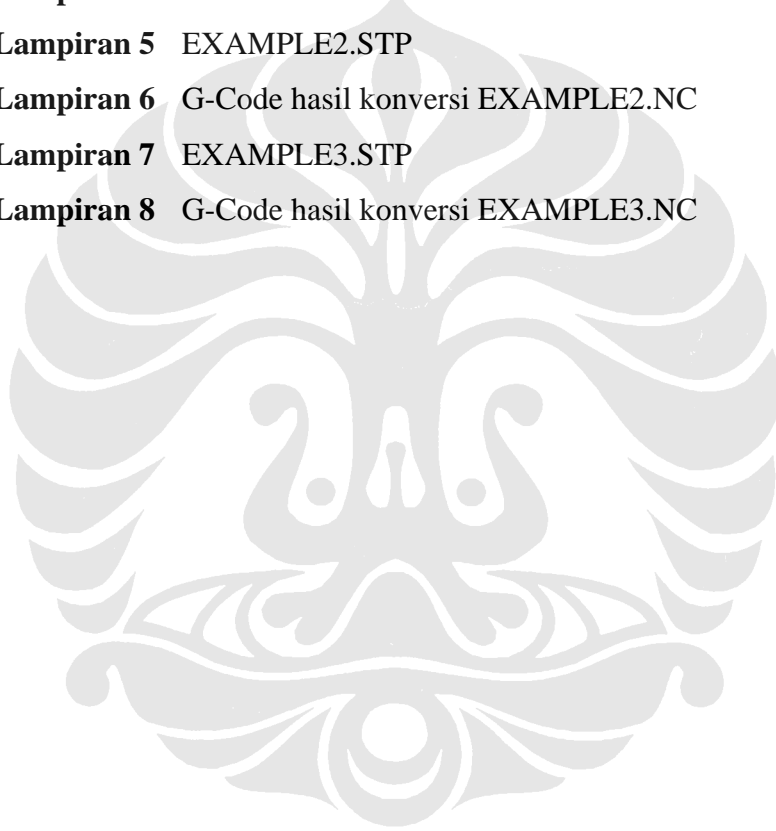 Lampiran 5 EXAMPLE2.STP
Lampiran 6 G-Code hasil konversi EXAMPLE2.NC
Lampiran 7 EXAMPLE3.STP
Lampiran 8 G-Code hasil konversi EXAMPLE3.NC